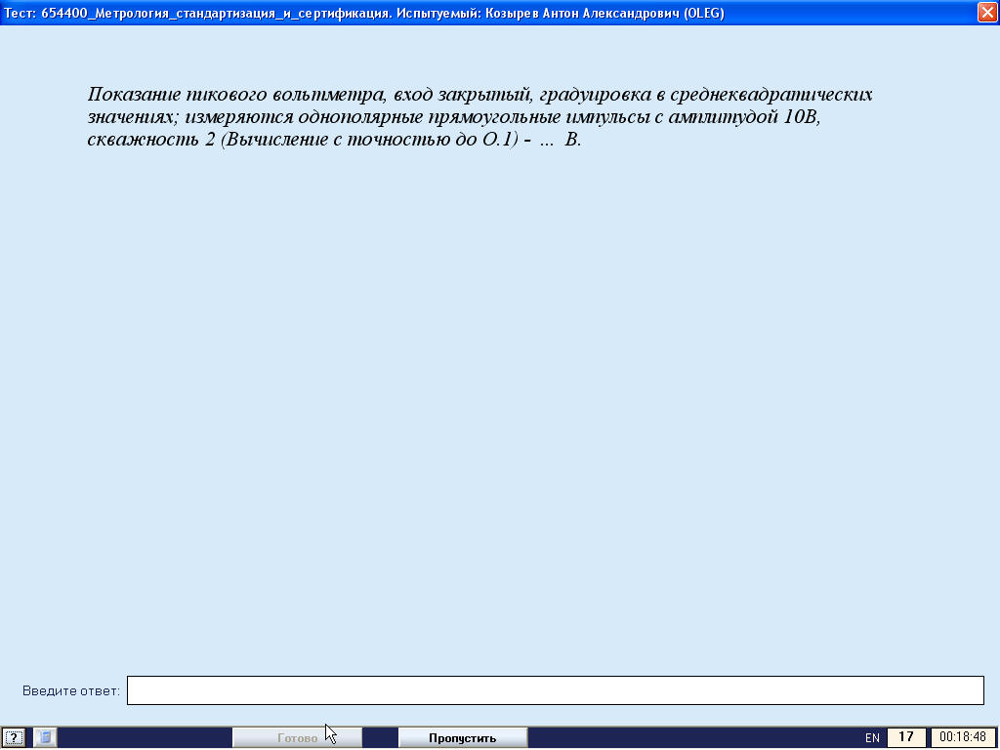 Тест: 654400_Метрология_стандартизация_и_сертификация. Испытуемый: Козырев Антон Александрович (OLEG)
Показание пикового вольтметра, вход закрытый, градуировка в среднеквадратических
значениях; измеряются однополярные прямоугольные импульсы с амплитудой 10В,
скважность 2 (Вычисление с точностью до О.1) - ... В.
Введите ответ:
? Готово Пропустить EN 17 00:18:48